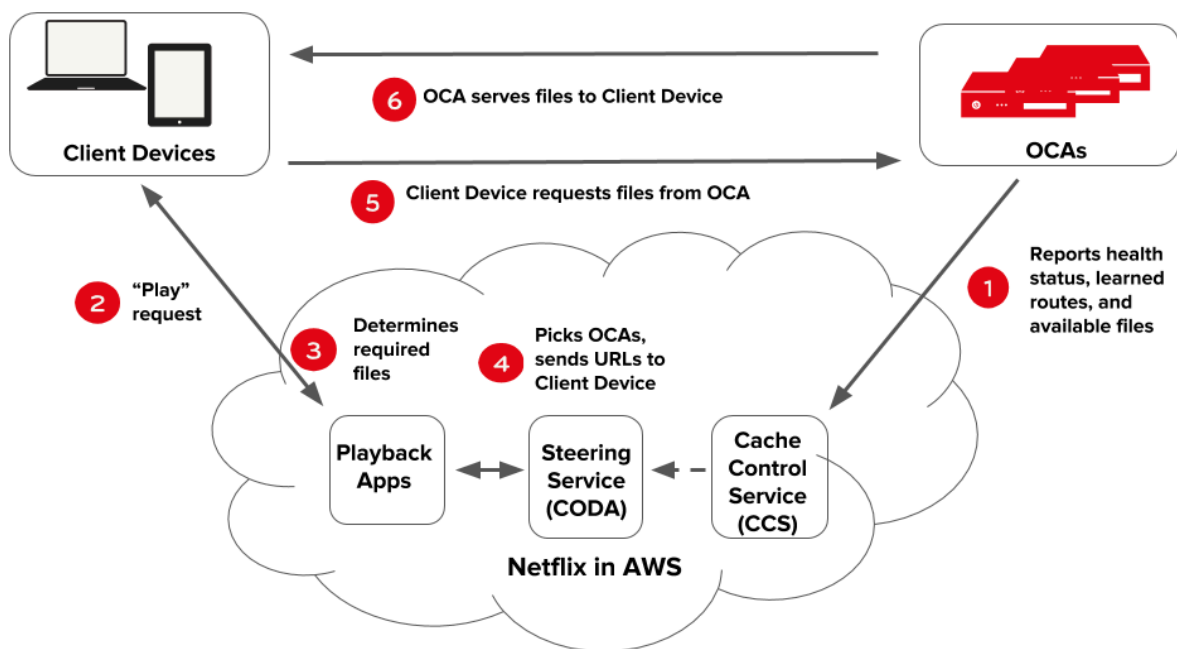 Client Devices
OCAs
6
OCA serves files to Client Device
5
Client Device requests files from OCA
1
Reports health
status, learned
routes, and
available files
2
“Play”
request
3
Determines
required
files
4
Picks OCAs,
sends URLs to
Client Device
Playback
Apps
Steering
Service
(CODA)
Cache
Control
Service
(CCS)
Netflix in AWS